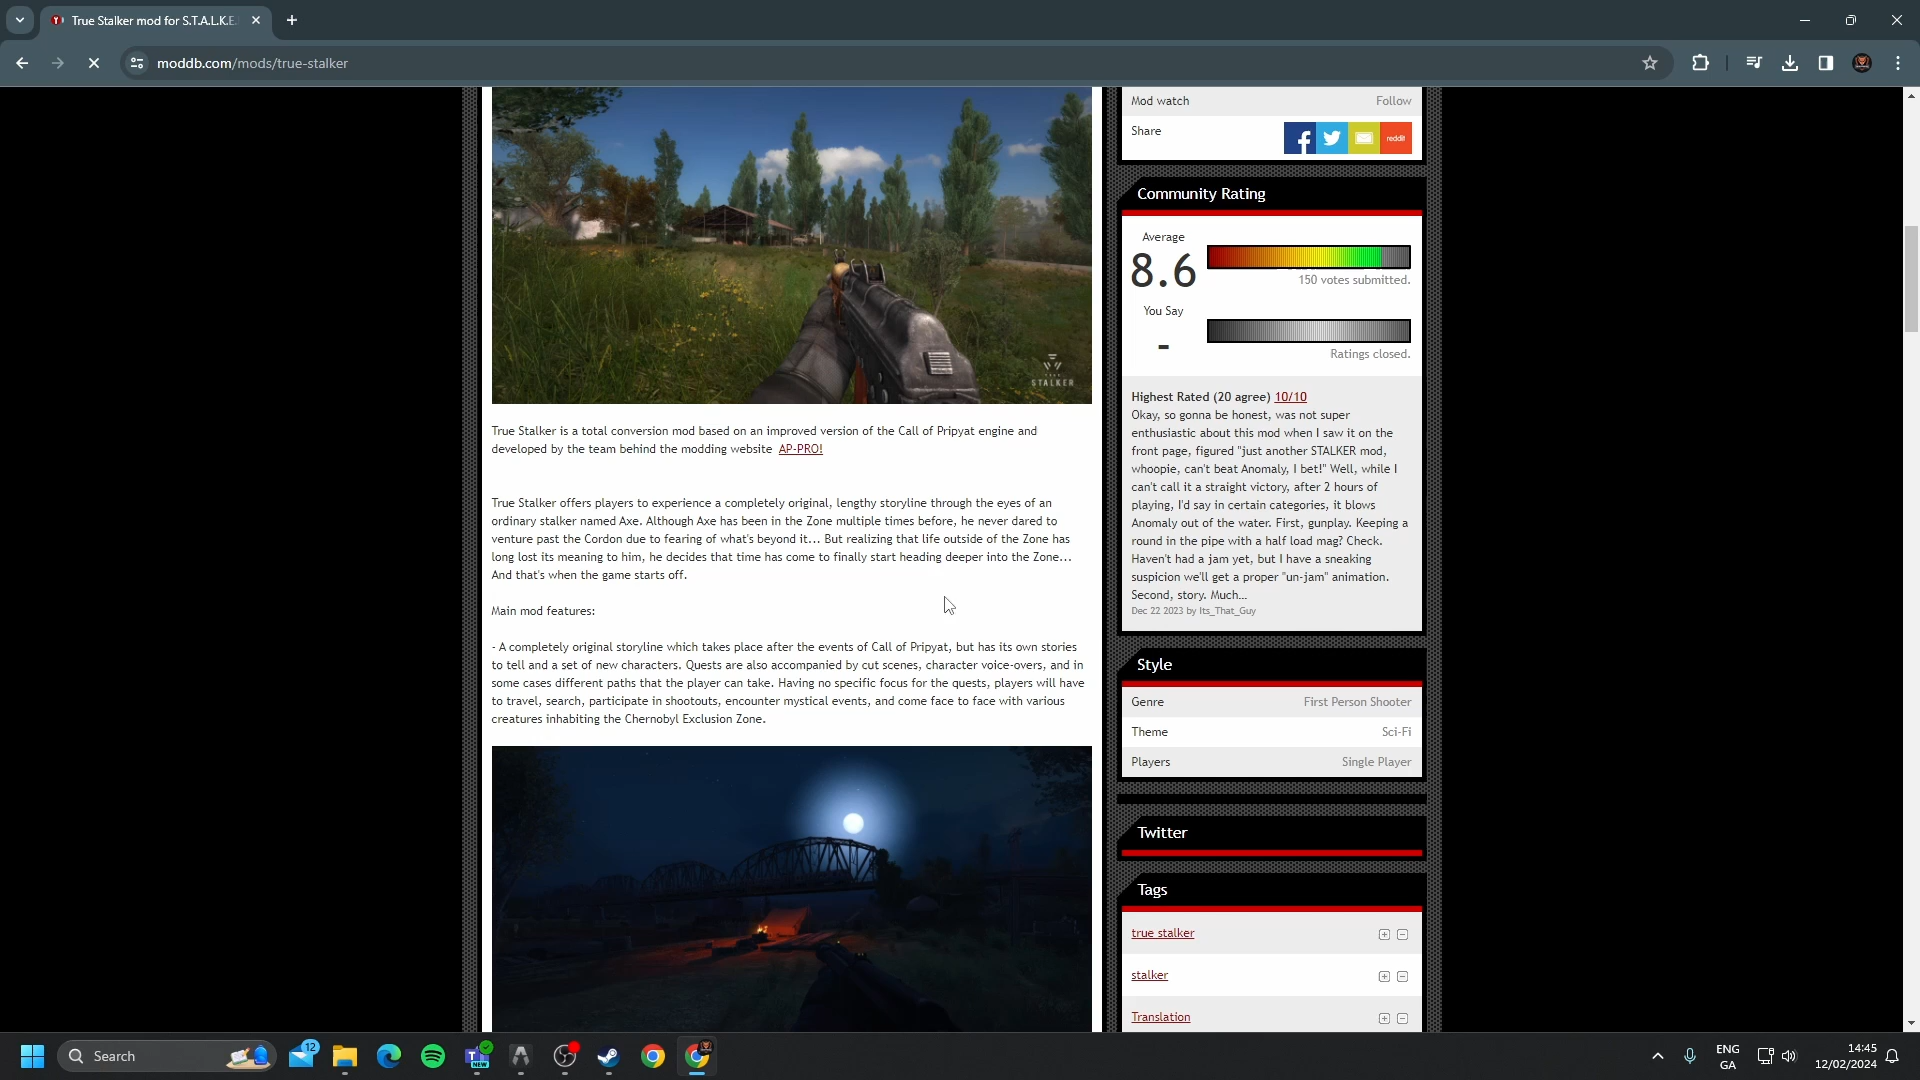 True Stalker mod for S.T.A.L.K.E.
moddb.com/mods/true-stalker
STALKER
True Stalker is a total conversion mod based on an improved version of the Call of Pripyat engine and
developed by the team behind the modding website AP-PRO!
True Stalker offers players to experience a completely original, lengthy storyline through the eyes of an
ordinary stalker named Axe. Although Axe has been in the Zone multiple times before, he never dared to
venture past the Cordon due to fearing of what's beyond it... But realizing that life outside of the Zone has
long lost its meaning to him, he decides that time has come to finally start heading deeper into the Zone...
And that's when the game starts off.
Main mod features:
- A completely original storyline which takes place after the events of Call of Pripyat, but has its own stories
to tell and a set of new characters. Quests are also accompanied by cut scenes, character voice-overs, and in
some cases different paths that the player can take. Having no specific focus for the quests, players will have
to travel, search, participate in shootouts, encounter mystical events, and come face to face with various
creatures inhabiting the Chernobyl Exclusion Zone.
Mod watch Follow
Share reddit
Community Rating
Average
8.6
150 votes submitted.
You Say
-
Ratings closed.
Highest Rated (20 agree) 10/10
Okay, so gonna be honest, was not super
enthusiastic about this mod when I saw it on the
front page, figured "just another STALKER mod,
whoopie, can't beat Anomaly, I bet!" Well, while I
can't call it a straight victory, after 2 hours of
playing, I'd say in certain categories, it blows
Anomaly out of the water. First, gunplay. Keeping a
round in the pipe with a half load mag? Check.
Haven't had a jam yet, but I have a sneaking
suspicion we'll get a proper "un-jam" animation.
Second, story. Much...
Dec 22 2023 by Its_That_Guy
Style
Genre First Person Shooter
Theme Sci-Fi
Players Single Player
Twitter
Tags
true stalker
stalker
Translation
Search
12
NEW
ENG
GA
14:45
12/02/2024